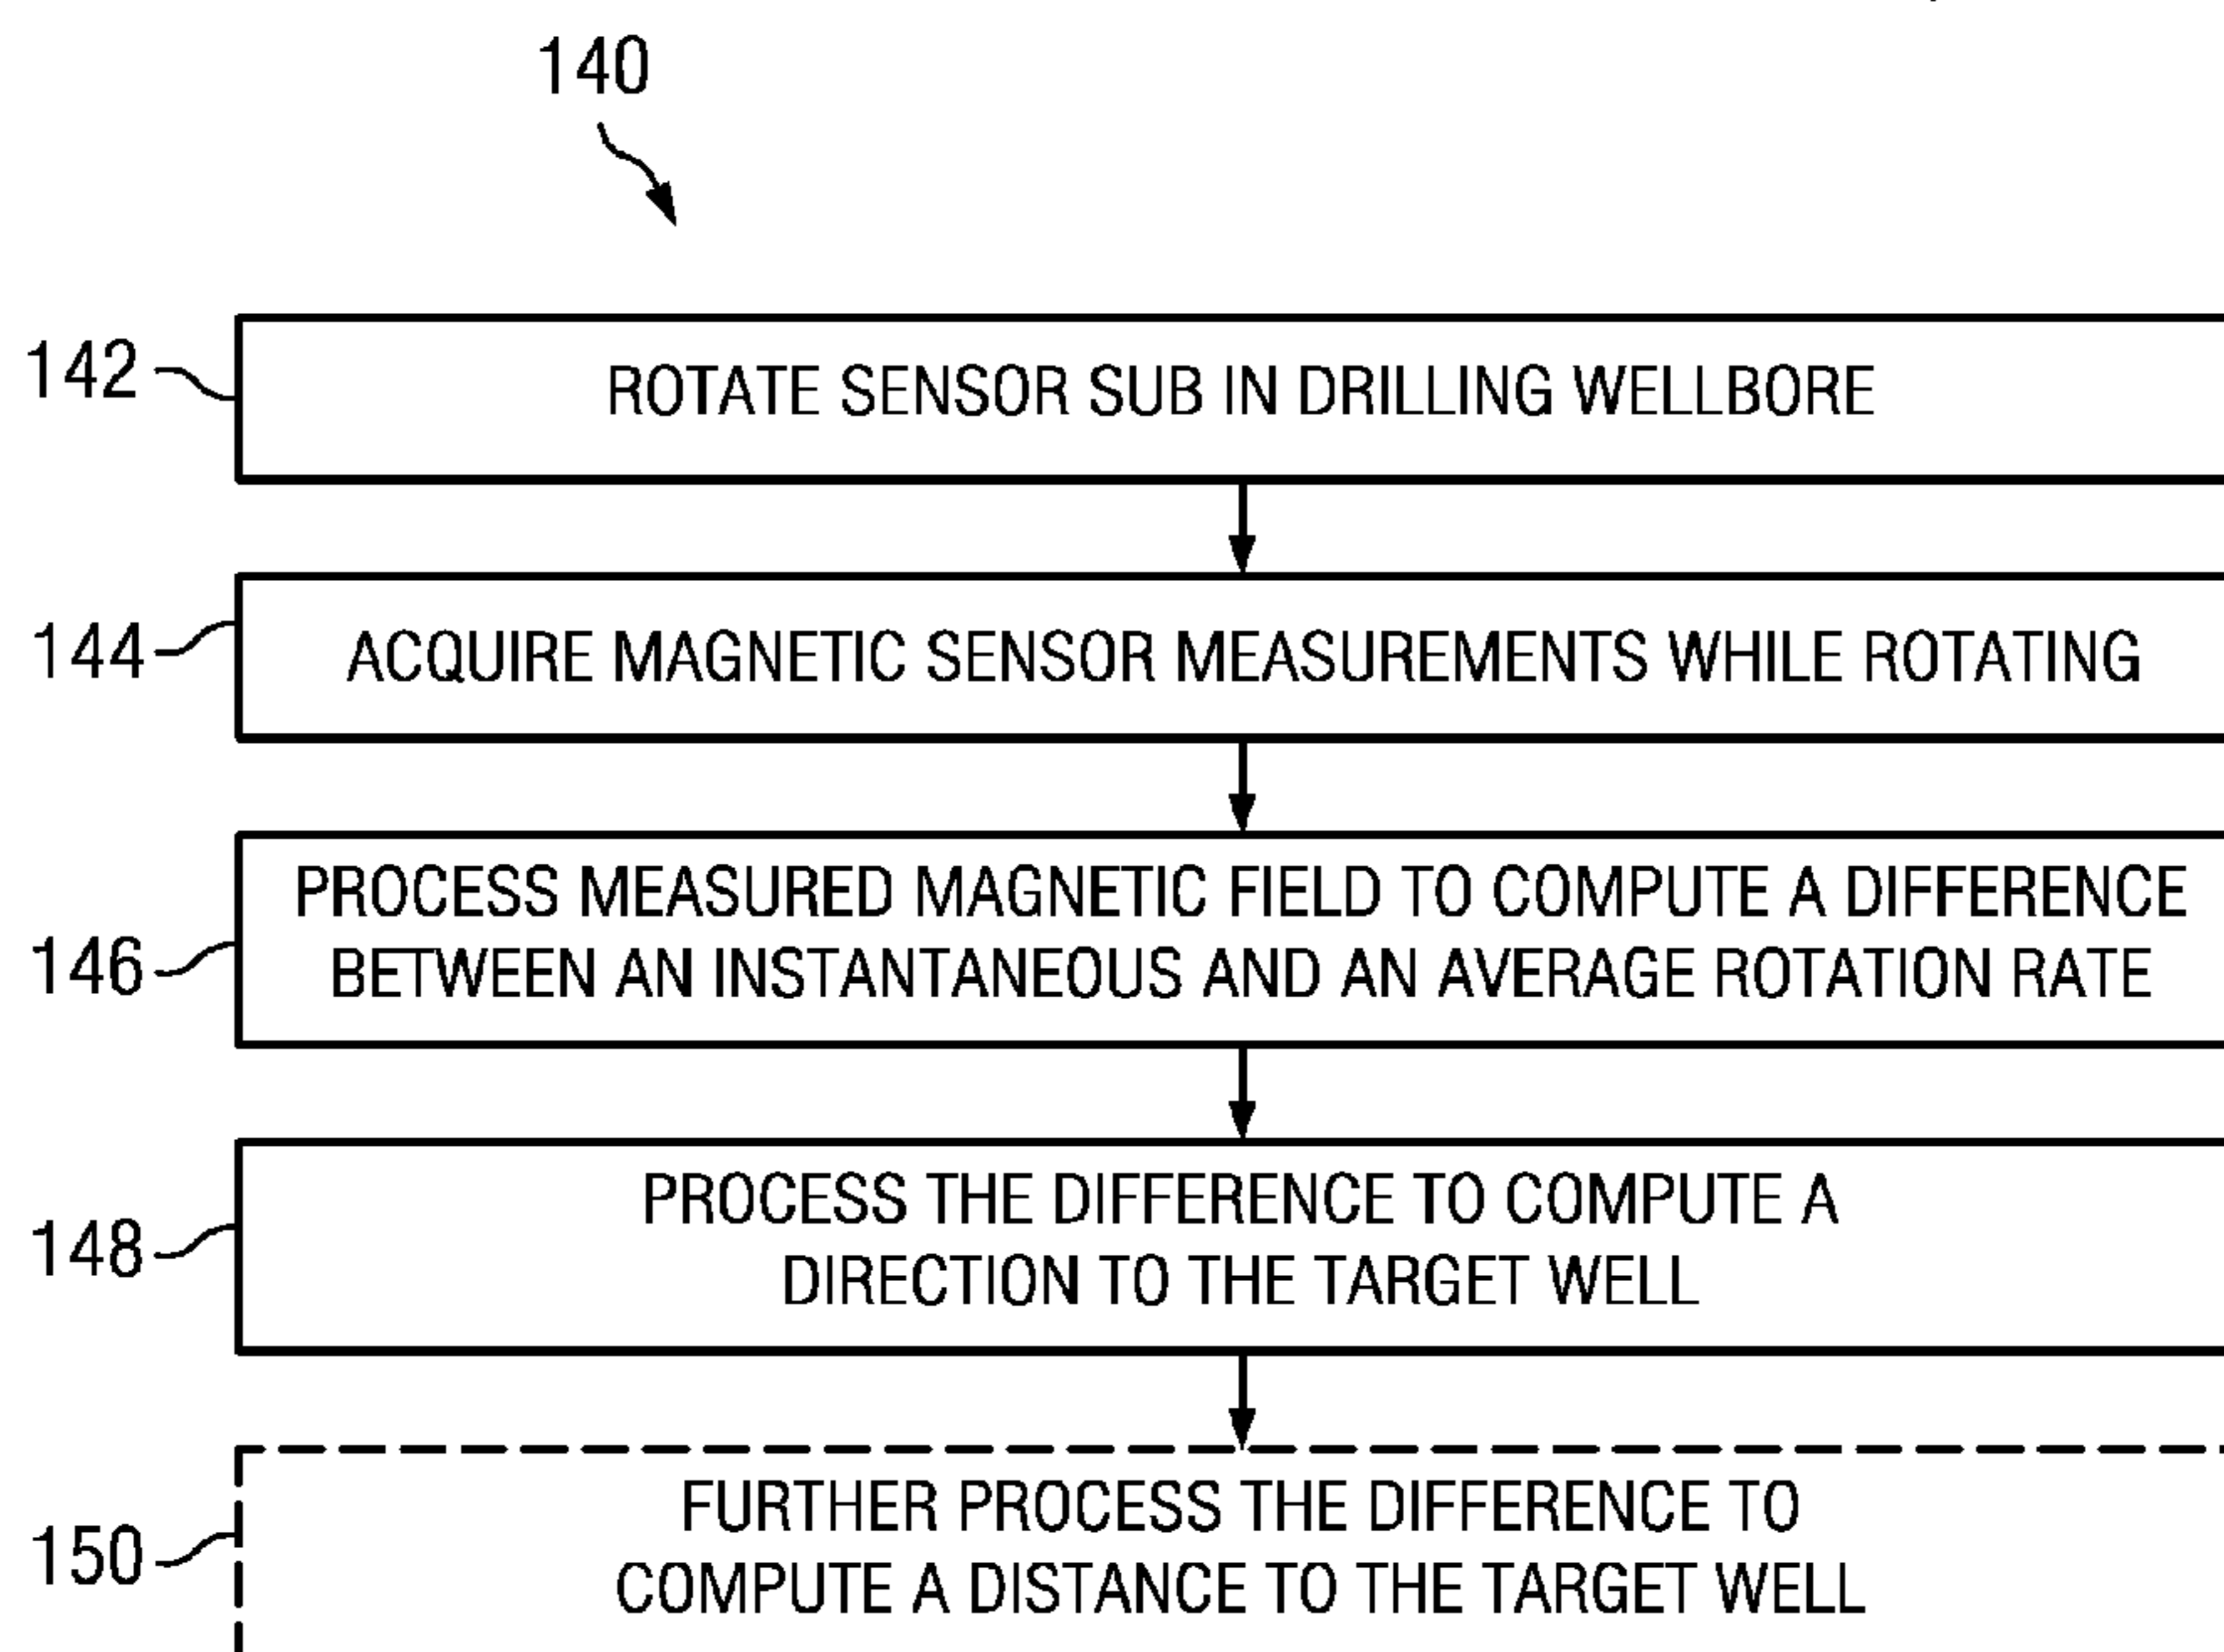 140
142
ROTATE SENSOR SUB IN DRILLING WELLBORE
144
ACQUIRE MAGNETIC SENSOR MEASUREMENTS WHILE ROTATING
146
PROCESS MEASURED MAGNETIC FIELD TO COMPUTE A DIFFERENCE
BETWEEN AN INSTANTANEOUS AND AN AVERAGE ROTATION RATE
148
PROCESS THE DIFFERENCE TO COMPUTE A
DIRECTION TO THE TARGET WELL
150
FURTHER PROCESS THE DIFFERENCE TO
COMPUTE A DISTANCE TO THE TARGET WELL